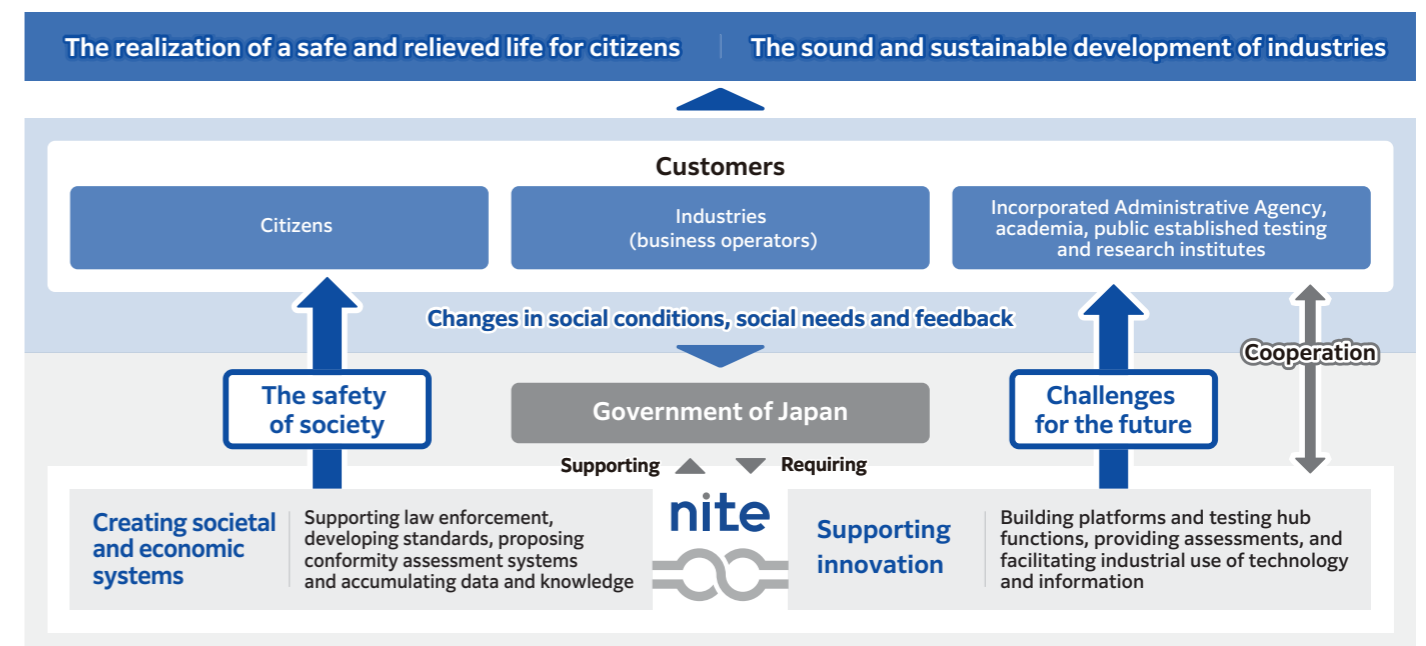 The realization of a safe and relieved life for citizens
The sound and sustainable development of industries
Customers
Citizens
Industries
(business operators)
Incorporated Administrative Agency,
academia, public established testing
and research institutes
Changes in social conditions, social needs and feedback
Cooperation
The safety
of society
Government of Japan
Challenges
for the future
Supporting
Requiring
Creating societal
and economic
systems
Supporting law enforcement,
developing standards, proposing
conformity assessment systems
and accumulating data and knowledge
nite
Supporting
innovation
Building platforms and testing hub
functions, providing assessments, and
facilitating industrial use of technology
and information